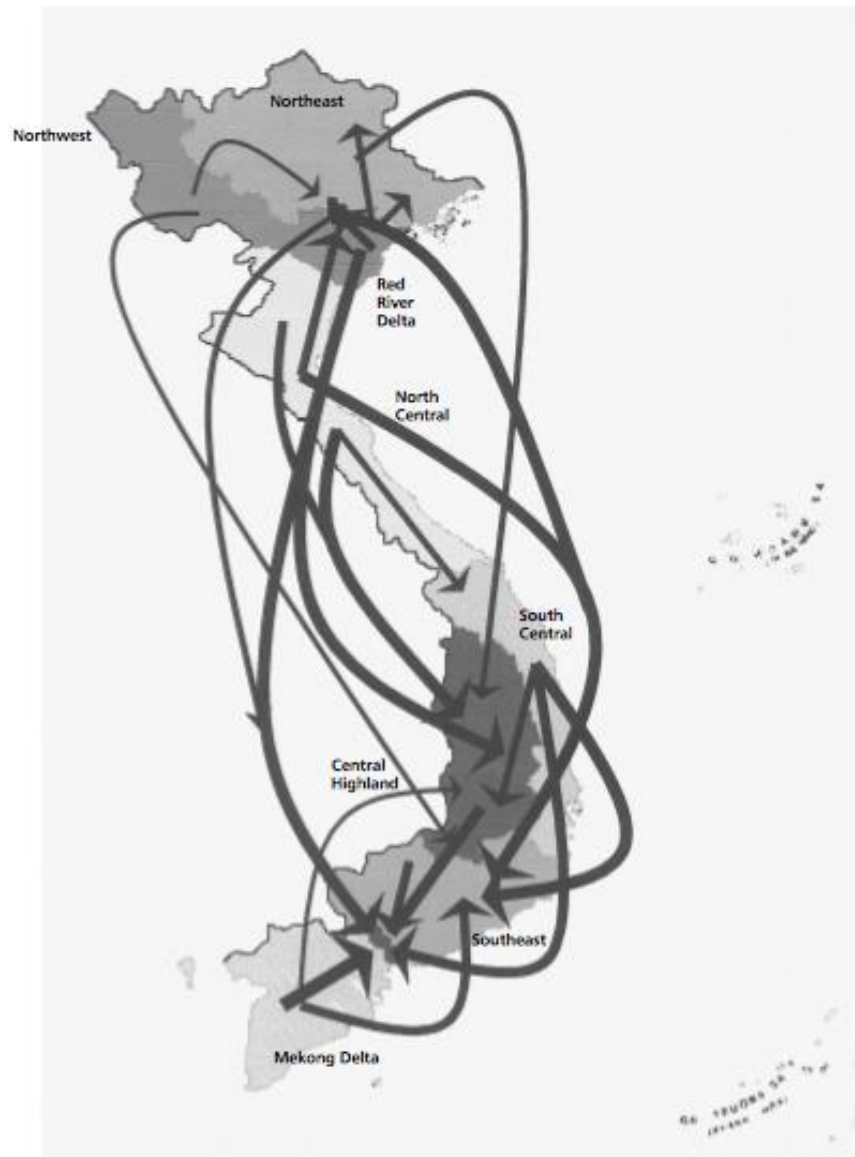 Northeast
Northwest
Red
River
Delta
North
Central
South
Central
Central
Highland
Southeast
Mekong Delta